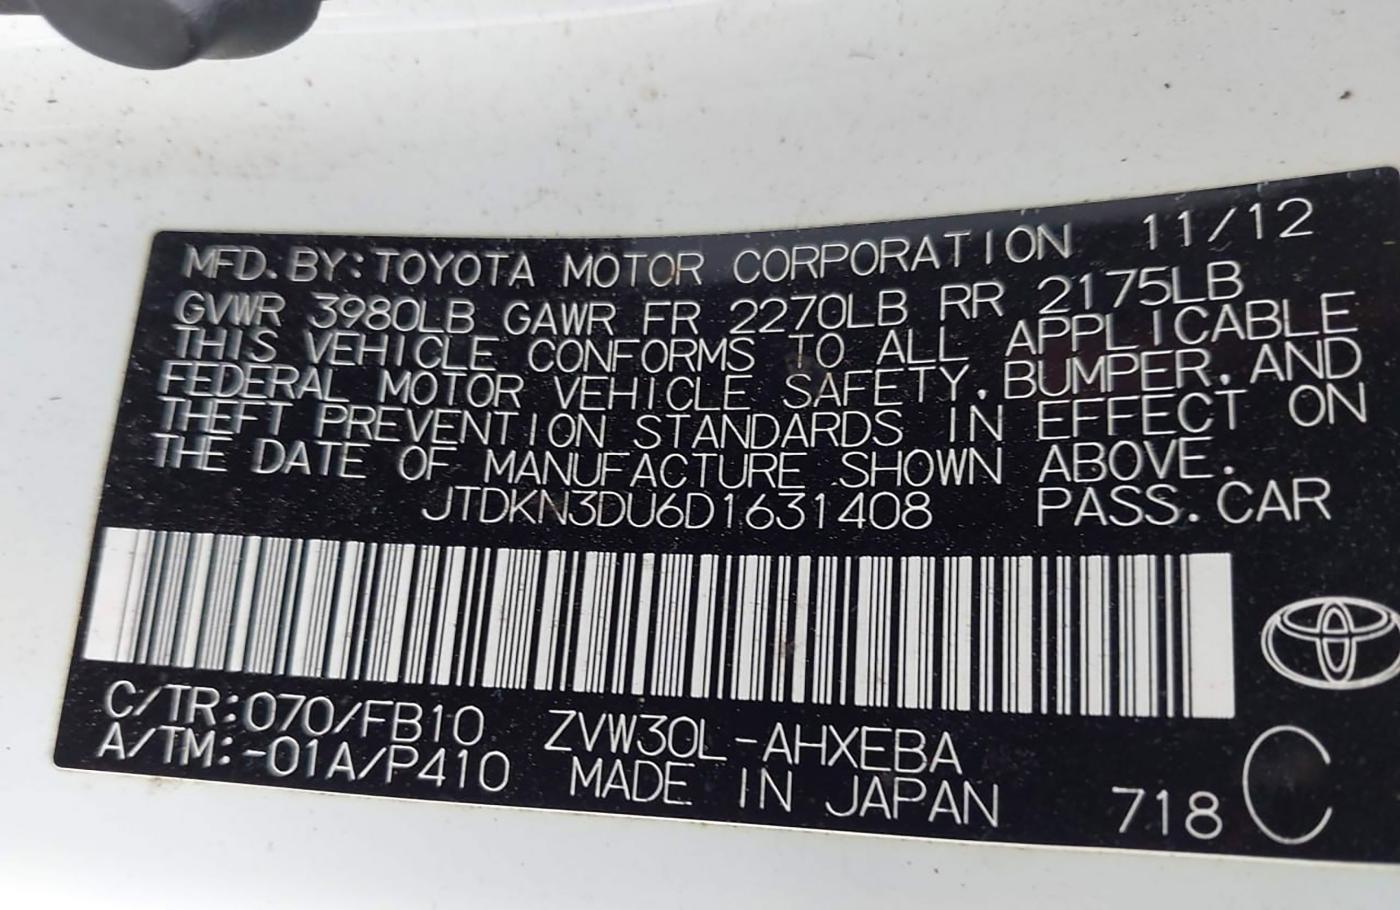 MFD. BY: TOYOTA MOTOR CORPORATION 11/12
GVWR 3980LB GAWR FR 2270LB RR 2175LB
THIS VEHICLE CONFORMS TO ALL APPLICABLE
FEDERAL MOTOR VEHICLE SAFETY, BUMPER, AND
THEFT PREVENTION STANDARDS IN EFFECT ON
THE DATE OF MANUFACTURE SHOWN ABOVE.
JTDKN3DU6D1631408 PASS. CAR
C/TR:070/FB10 ZVW30L-AHXEBA
A/TM:-01A/P410 MADE IN JAPAN 718 C